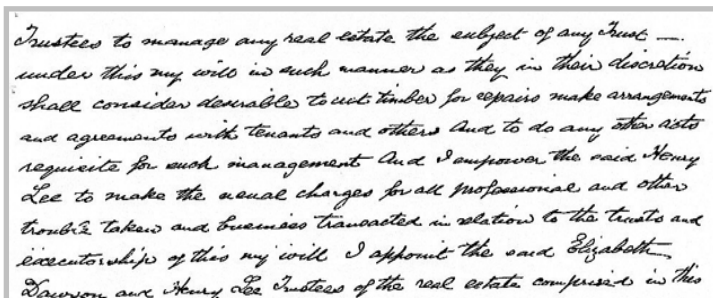 Trustees to manage any real estate the subject of any Trust —
under this my will in such manner as they in their discretion
shall consider desirable to cut timber for repairs make arrangements
and agreements with tenants and others And to do any other acts
requisite for such management And I empower the said Henry
Lee to make the usual charges for all professional and other
trouble taken and business transacted in relation to the trusts and
executorship of this my will I appoint the said Elizabeth
Dawson and Henry Lee Trustees of the real estate comprised in this